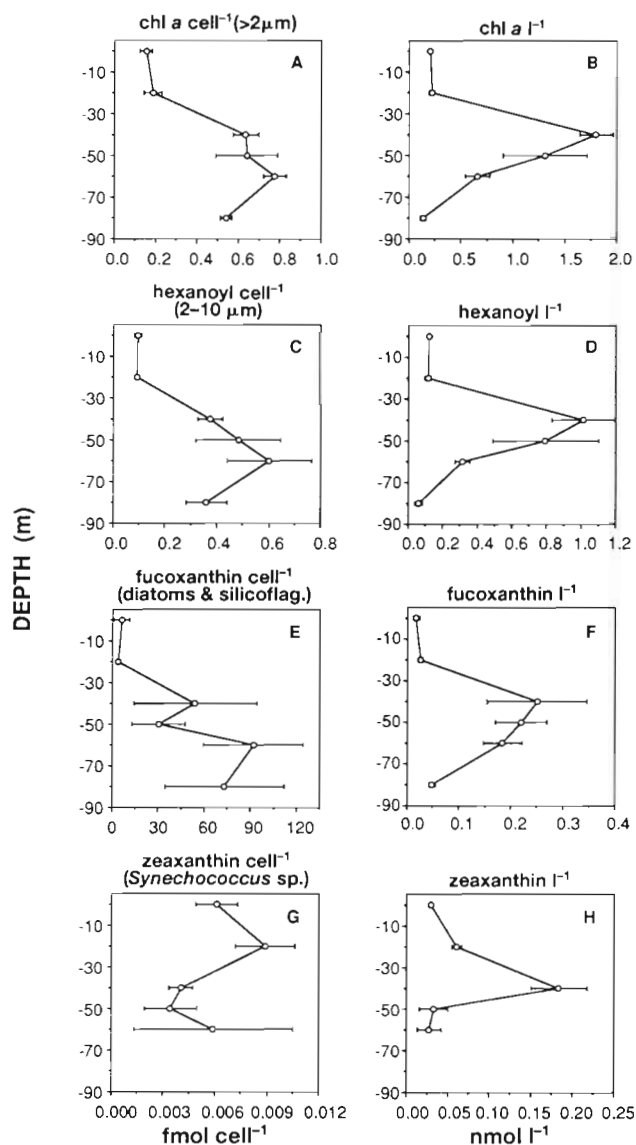 chl a cell⁻¹ (>2μm)
chl a l⁻¹
A
B
-10
-30
-50
-70
-90
-10
-30
-50
-70
-90
0.0 0.2 0.4 0.6 0.8 1.0
0.0 0.5 1.0 1.5 2.0
hexanoyl cell⁻¹
(2–10 μm)
hexanoyl l⁻¹
C
D
-10
-30
-50
-70
-90
-10
-30
-50
-70
-90
0.0 0.2 0.4 0.6 0.8
0.0 0.2 0.4 0.6 0.8 1.0 1.2
DEPTH (m)
fucoxanthin cell⁻¹
(diatoms & silicoflag.)
fucoxanthin l⁻¹
E
F
-10
-30
-50
-70
-90
-10
-30
-50
-70
-90
0 30 60 90 120
0.0 0.1 0.2 0.3 0.4
zeaxanthin cell⁻¹
(Synechococcus sp.)
zeaxanthin l⁻¹
G
H
-10
-30
-50
-70
-90
-10
-30
-50
-70
-90
0.000 0.003 0.006 0.009 0.012
0.00 0.05 0.10 0.15 0.20 0.25
fmol cell⁻¹
nmol l⁻¹